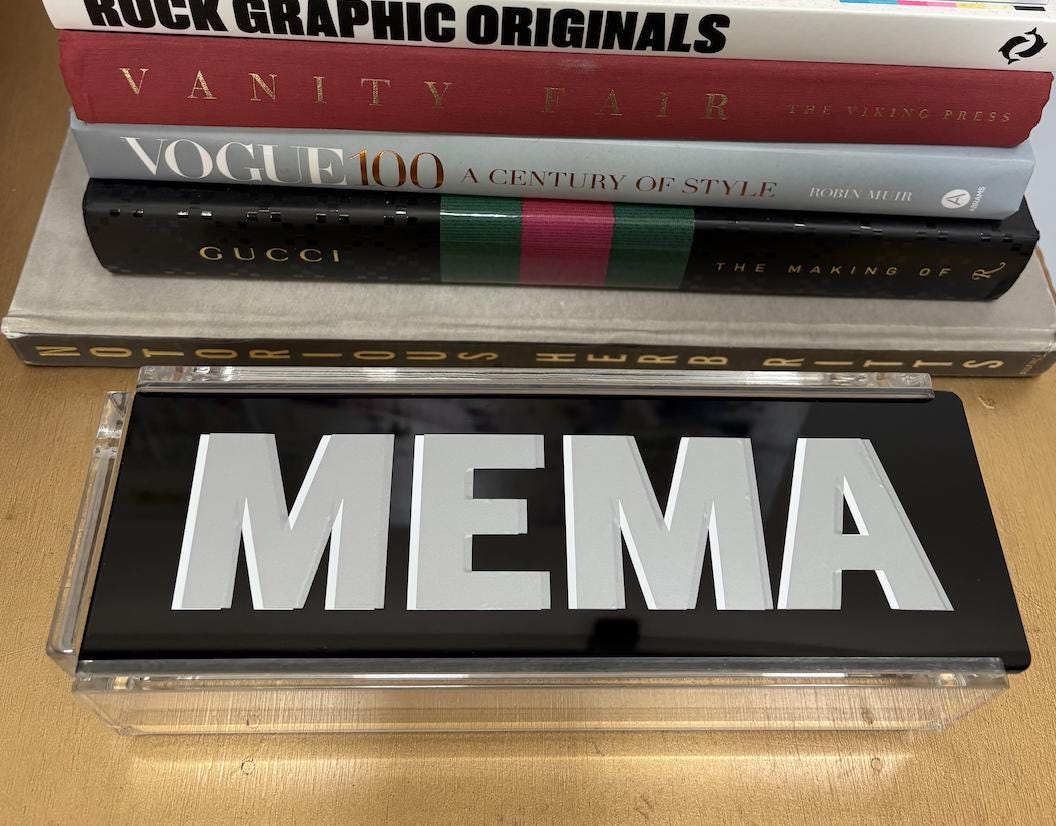 ROCK GRAPHIC ORIGINALS
VANITY FAIR THE VIKING PRESS
VOGUE 100 A CENTURY OF STYLE ROBIN MUIR A ABRAMS
GUCCI THE MAKING OF R
NOTORIOUS HERB RITTS
MEMA